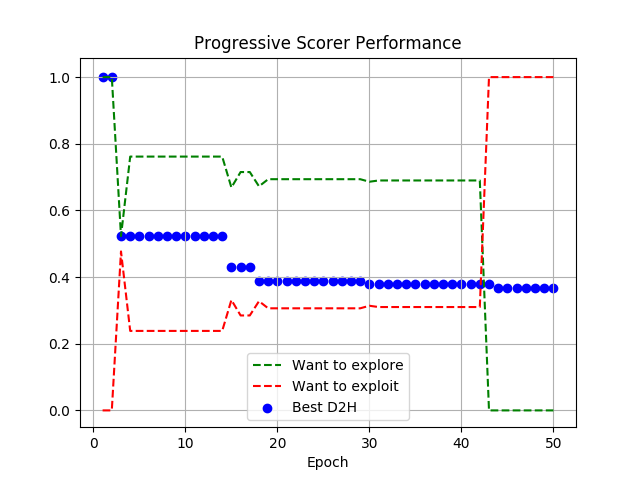 Progressive Scorer Performance
1.0
0.8
0.6
0.4
0.2
0.0
Want to explore
Want to exploit
Best D2H
0 10 20 30 40 50
Epoch